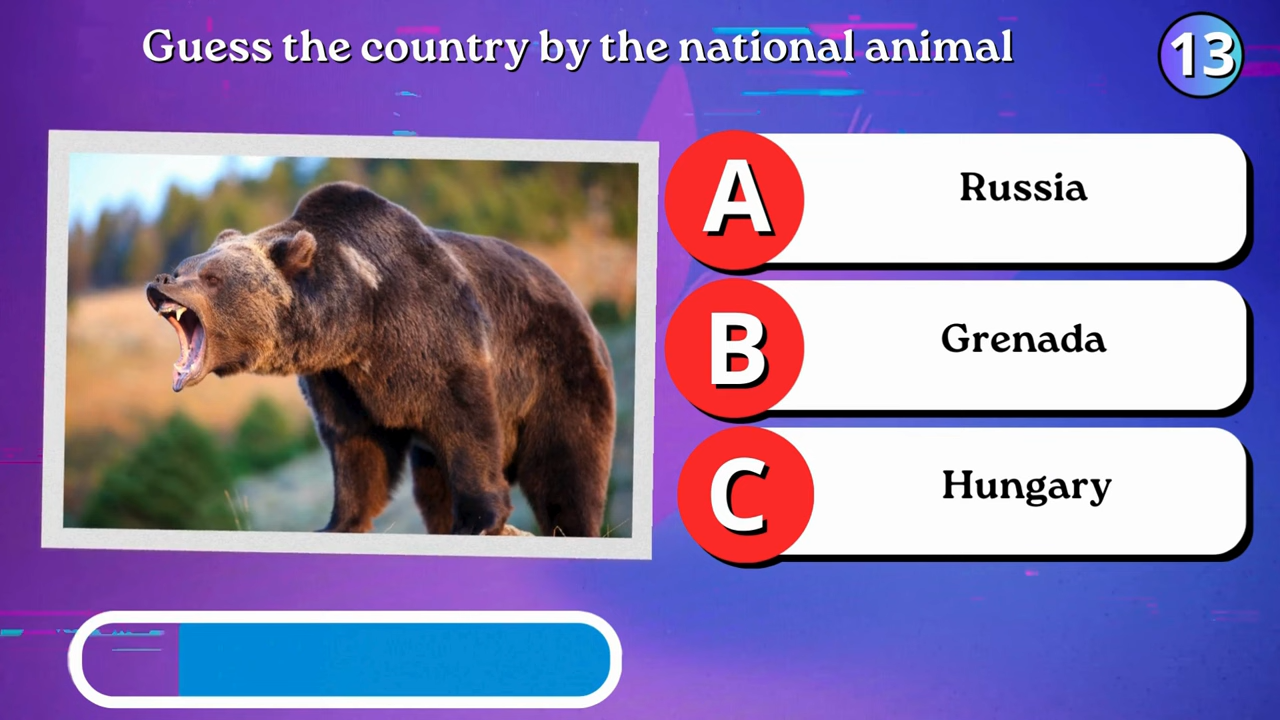 Guess the country by the national animal
13
A
Russia
B
Grenada
C
Hungary